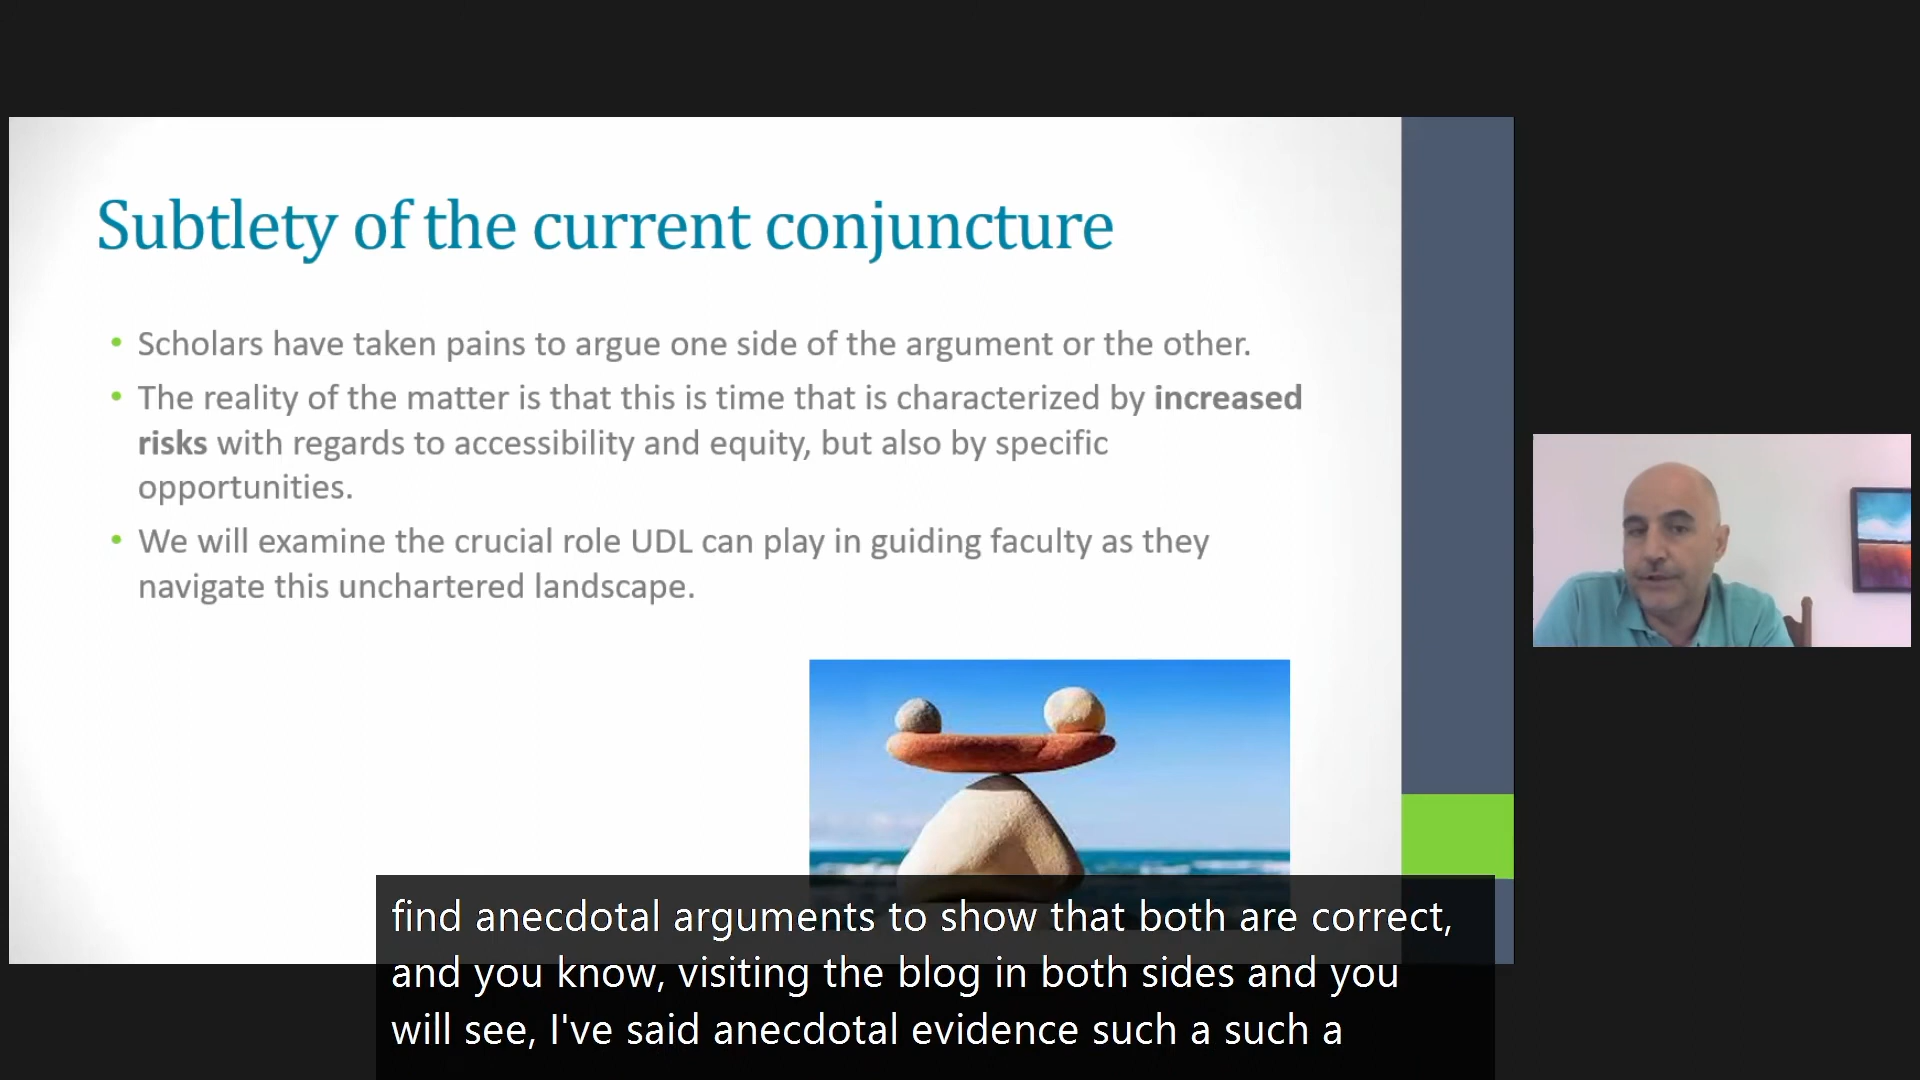 Subtlety of the current conjuncture
• Scholars have taken pains to argue one side of the argument or the other.
• The reality of the matter is that this is time that is characterized by increased
risks with regards to accessibility and equity, but also by specific
opportunities.
• We will examine the crucial role UDL can play in guiding faculty as they
navigate this unchartered landscape.
find anecdotal arguments to show that both are correct,
and you know, visiting the blog in both sides and you
will see, I've said anecdotal evidence such a such a